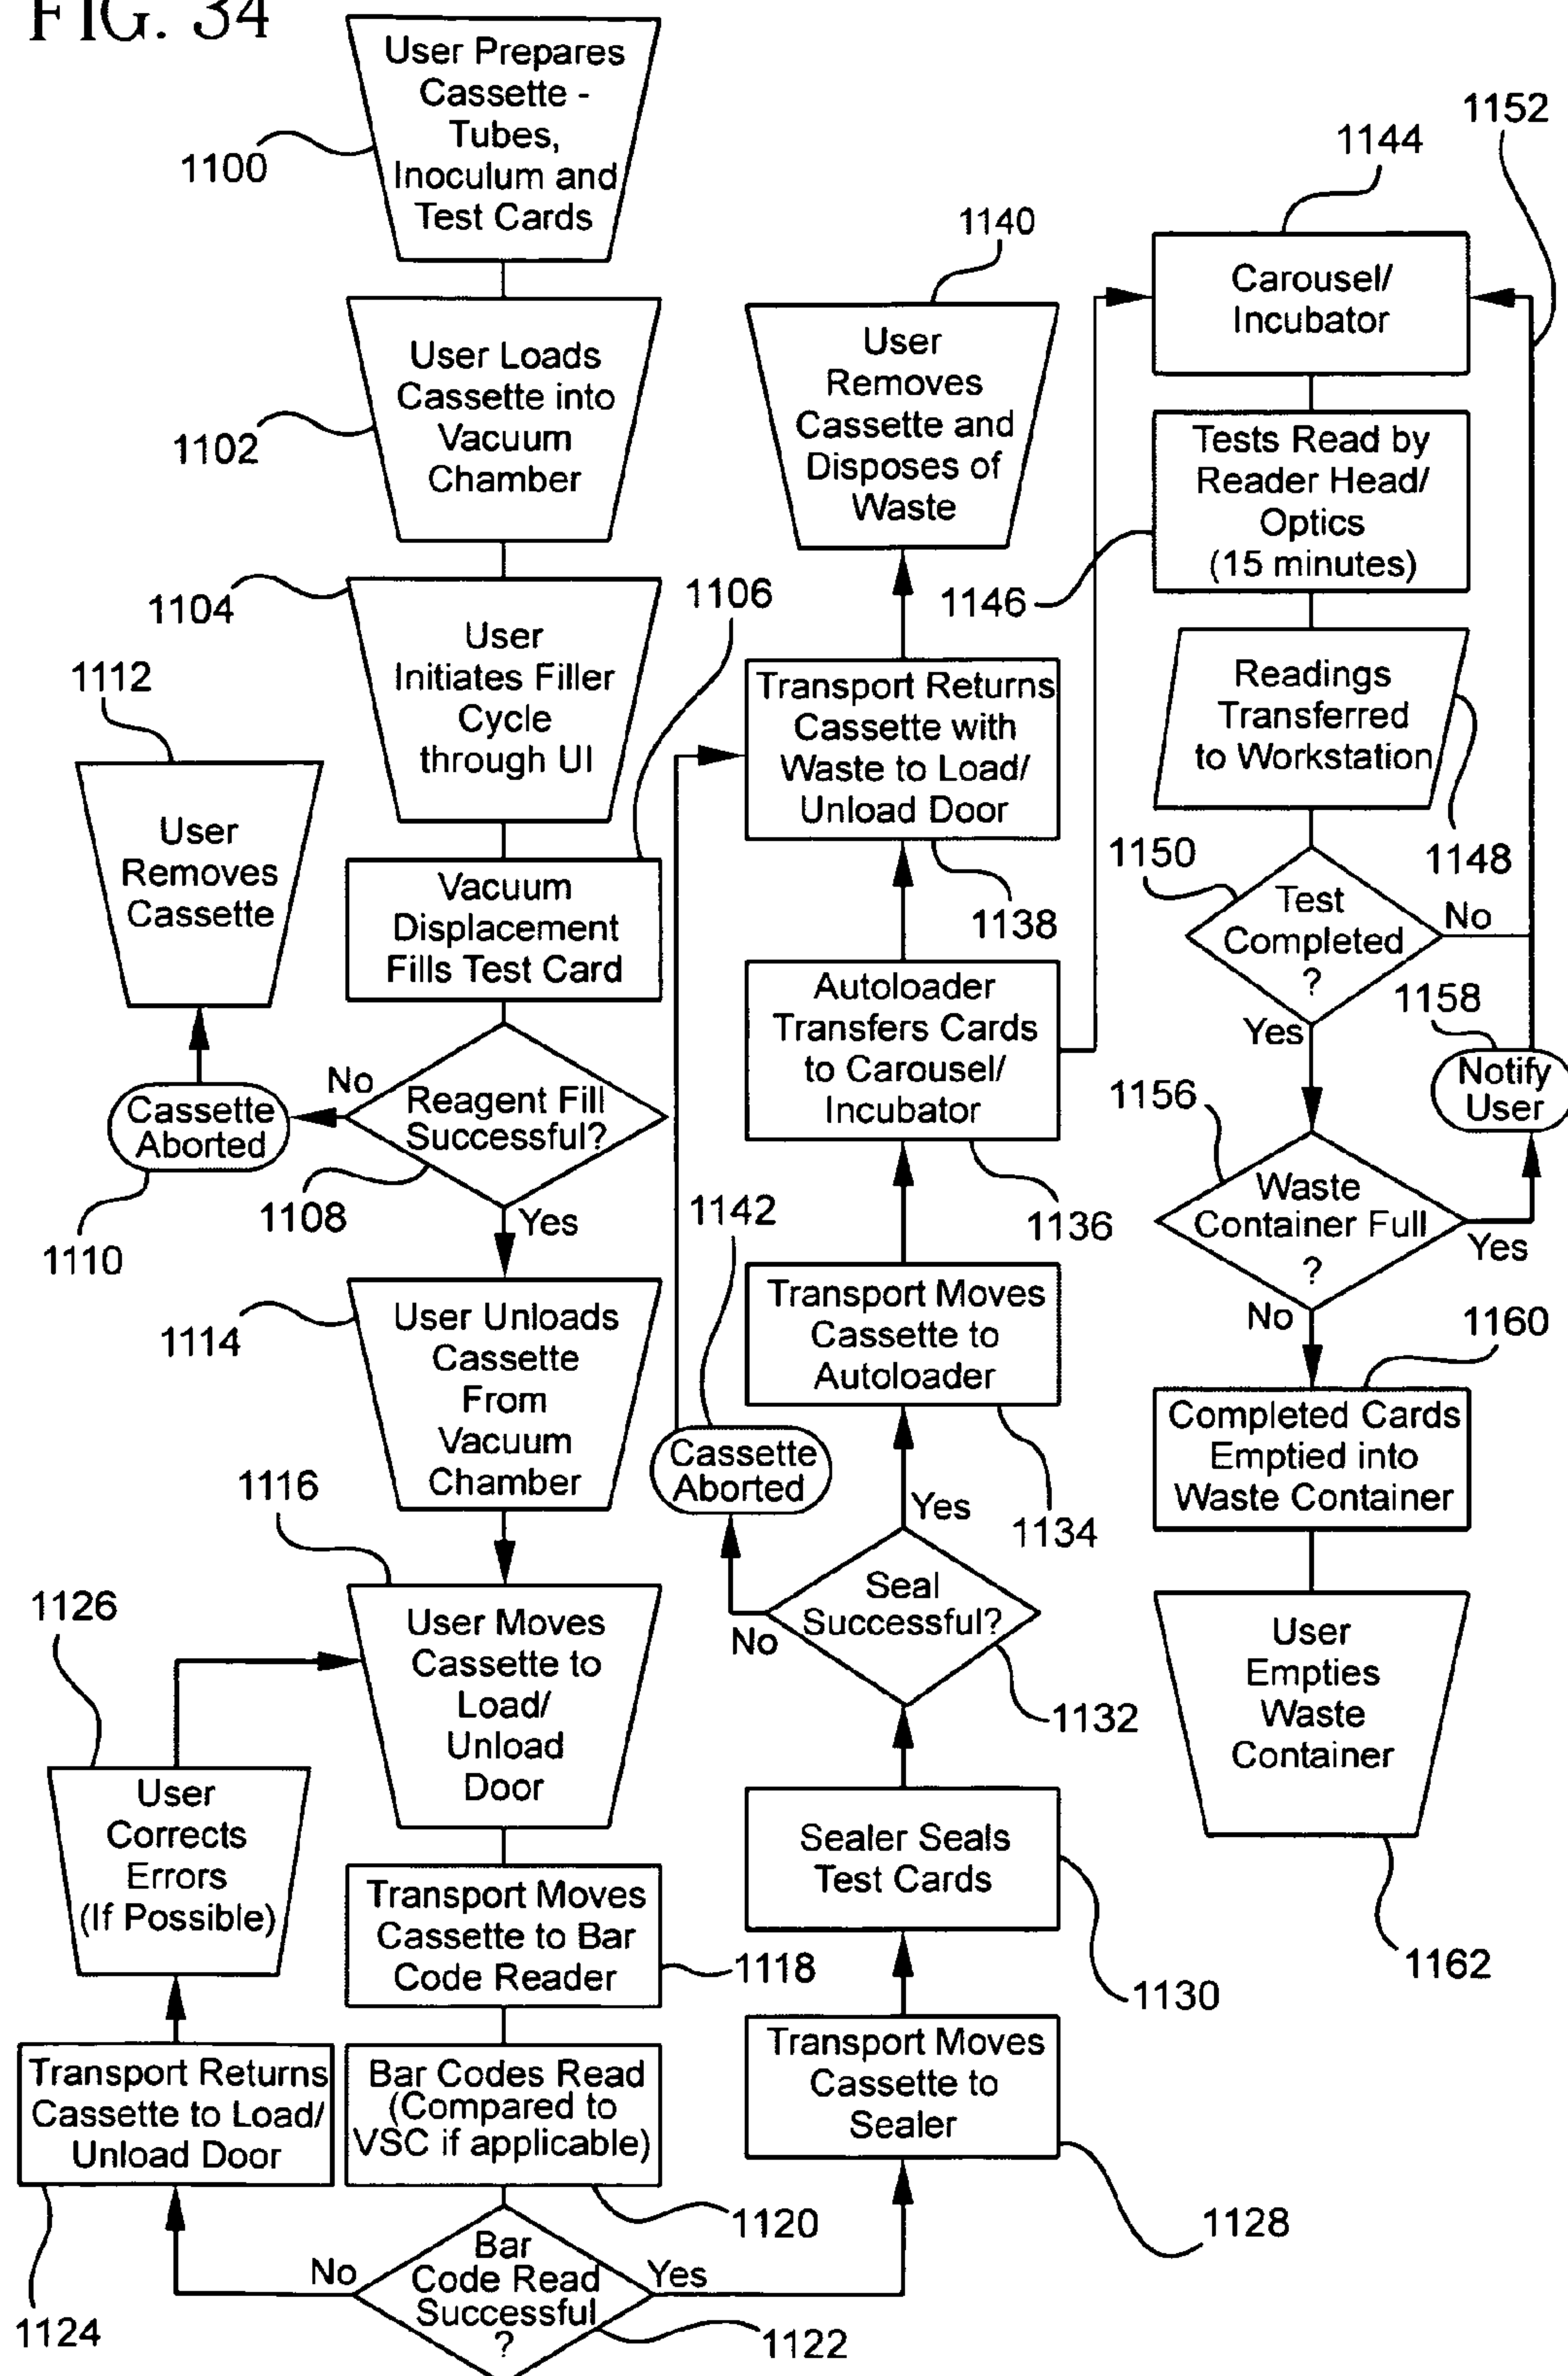 FIG. 34
User Prepares
Cassette -
Tubes,
Inoculum and
Test Cards
1100
User Loads
Cassette into
Vacuum
Chamber
1102
User
Initiates Filler
Cycle
through UI
1104
1106
Vacuum
Displacement
Fills Test Card
1112
User
Removes
Cassette
Cassette
Aborted
1110
No
Reagent Fill
Successful?
1108
Yes
User Unloads
Cassette
From
Vacuum
Chamber
1114
1116
User Moves
Cassette to
Load/
Unload
Door
1126
User
Corrects
Errors
(If Possible)
Transport Moves
Cassette to Bar
Code Reader
1118
Transport Returns
Cassette to Load/
Unload Door
1124
Bar Codes Read
(Compared to
VSC if applicable)
1120
No
Bar
Code Read
Successful
?
Yes
1122
1140
User
Removes
Cassette and
Disposes of
Waste
Transport Returns
Cassette with
Waste to Load/
Unload Door
1138
Autoloader
Transfers Cards
to Carousel/
Incubator
1136
1142
Transport Moves
Cassette to
Autoloader
1134
Cassette
Aborted
Yes
Seal
Successful?
No
1132
Sealer Seals
Test Cards
1130
Transport Moves
Cassette to
Sealer
1128
1152
1144
Carousel/
Incubator
Tests Read by
Reader Head/
Optics
(15 minutes)
1146
Readings
Transferred
to Workstation
1148
1150
Test
Completed
?
No
Yes
1158
Notify
User
1156
Waste
Container Full
?
Yes
No
1160
Completed Cards
Emptied into
Waste Container
User
Empties
Waste
Container
1162